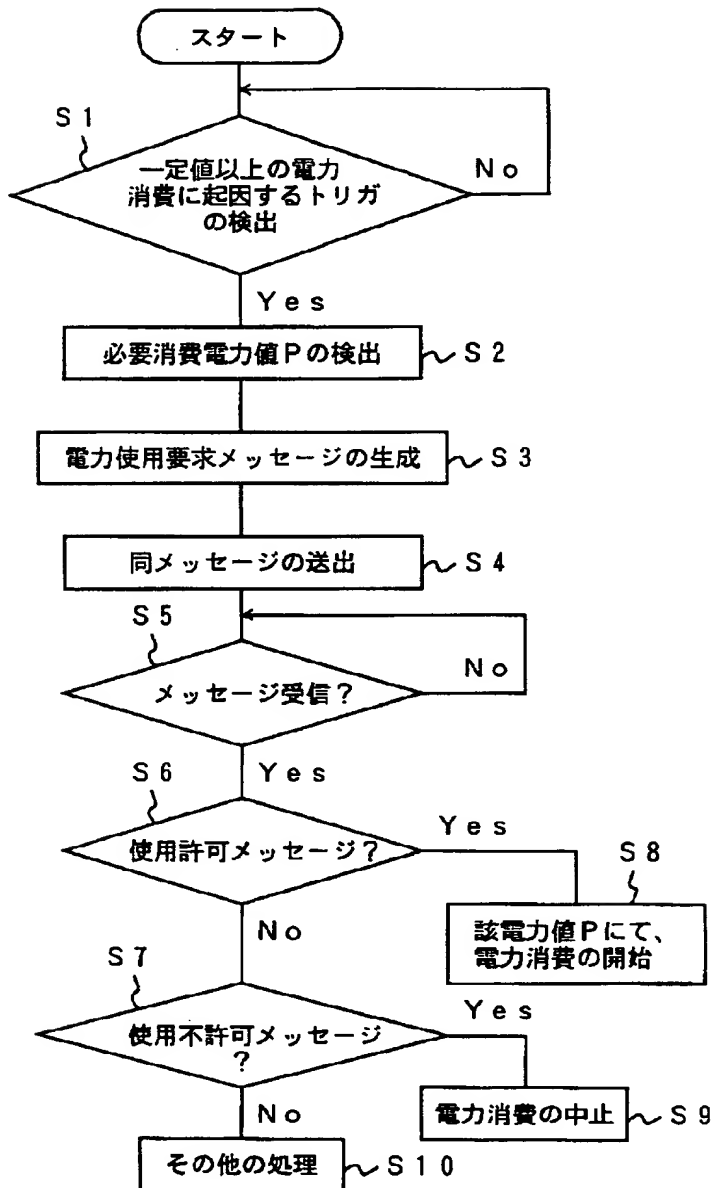 スタート
S1
一定値以上の電力
消費に起因するトリガ
の検出
No
Yes
必要消費電力値Pの検出
S2
電力使用要求メッセージの生成
S3
同メッセージの送出
S4
S5
メッセージ受信?
No
Yes
S6
使用許可メッセージ?
Yes
No
S8
該電力値Pにて、
電力消費の開始
S7
使用不許可メッセージ
?
Yes
No
電力消費の中止
S9
その他の処理
S10